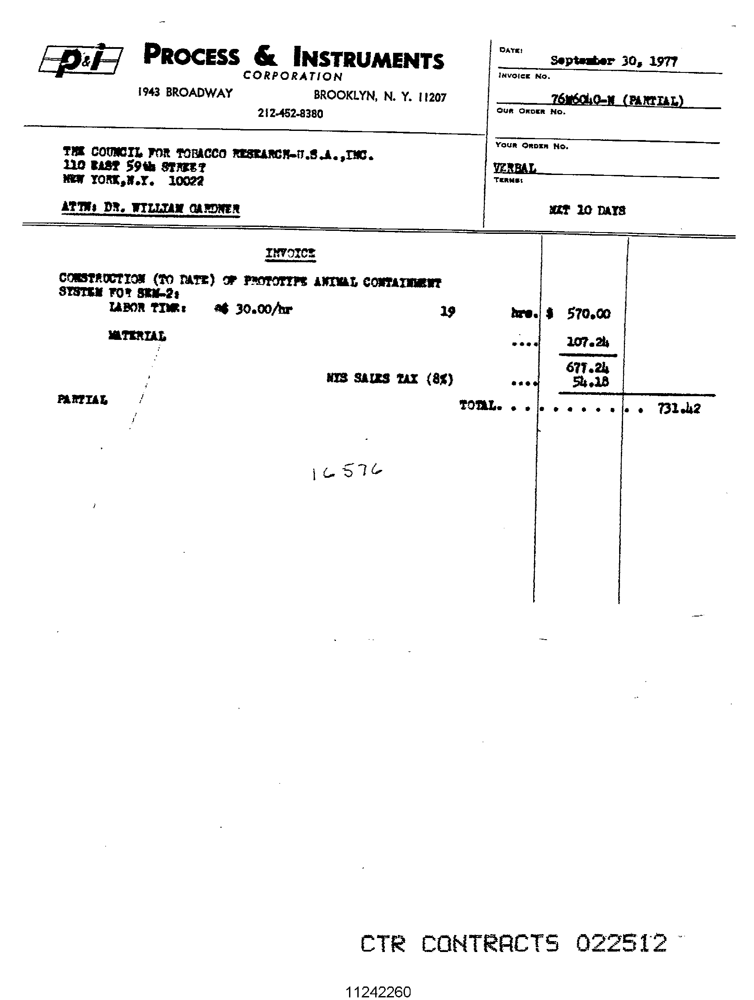 p&i PROCESS & INSTRUMENTS
CORPORATION
1943 BROADWAY BROOKLYN, N. Y. 11207
212-452-8380
DATE:
September 30, 1977
INVOICE NO.
76M6040-N (PARTIAL)
OUR ORDER NO.
YOUR ORDER NO.
VERBAL
TERMS:
NET 10 DAYS
THE COUNCIL FOR TOBACCO RESEARCH-U.S.A.,INC.
110 EAST 59th STREET
NEW YORK,N.Y. 10022
ATTN: DR. WILLIAM GARDNER
INVOICE
CONSTRUCTION (TO DATE) OF PROTOTYPE ANIMAL CONTAINMENT
SYSTEM FOR SEM-2:
LABOR TIME: @$ 30.00/hr 19 hrs. $ 570.00
MATERIAL .... 107.24
677.24
NYS SALES TAX (8%) .... 54.18
PARTIAL
TOTAL. . . . . . . . . . . . 731.42
16576
CTR CONTRACTS 022512
11242260